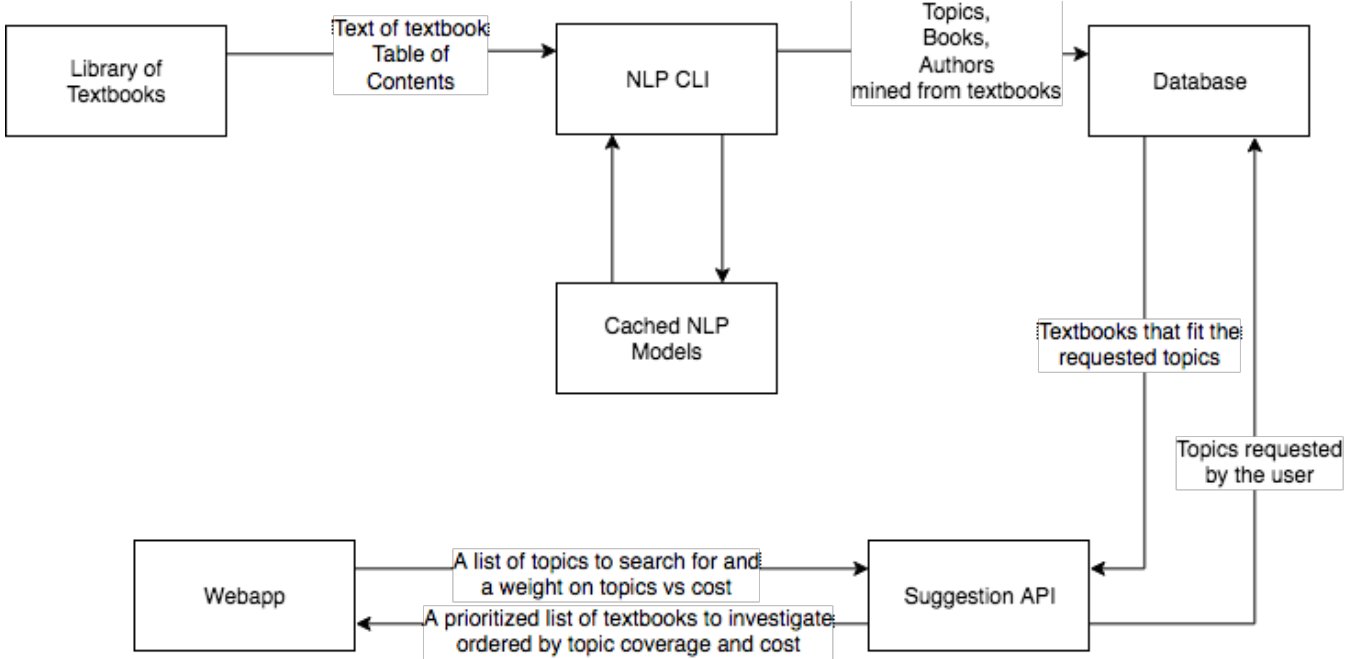 Library of
Textbooks
Text of textbook
Table of
Contents
NLP CLI
Topics,
Books,
Authors
mined from textbooks
Database
Cached NLP
Models
Textbooks that fit the
requested topics
Topics requested
by the user
Webapp
A list of topics to search for and
a weight on topics vs cost
A prioritized list of textbooks to investigate
ordered by topic coverage and cost
Suggestion API